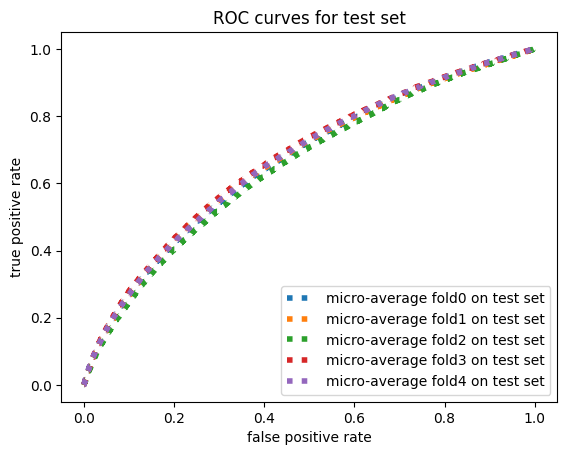 ROC curves for test set
true positive rate
1.0
0.8
0.6
0.4
0.2
0.0
micro-average fold0 on test set
micro-average fold1 on test set
micro-average fold2 on test set
micro-average fold3 on test set
micro-average fold4 on test set
0.0 0.2 0.4 0.6 0.8 1.0
false positive rate